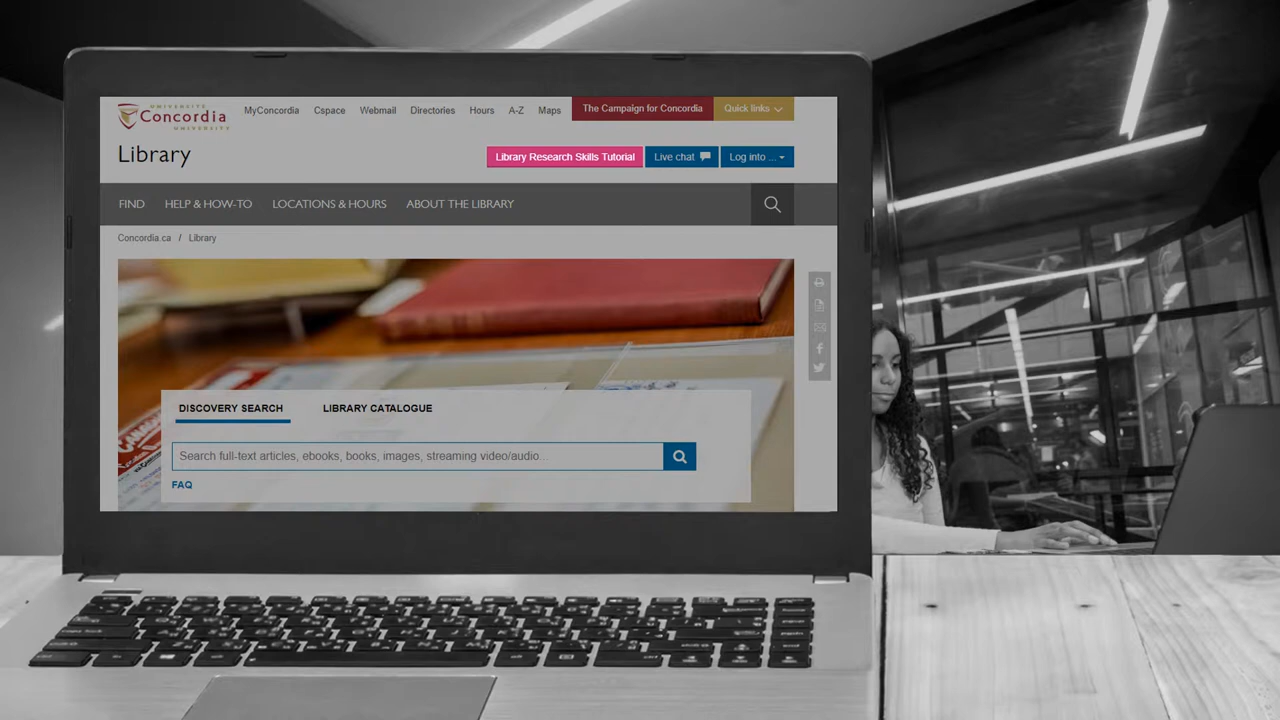 UNIVERSITÉ
Concordia
UNIVERSITY
MyConcordia Cspace Webmail Directories Hours A-Z Maps The Campaign for Concordia Quick links
Library
Library Research Skills Tutorial Live chat Log into ...
FIND HELP & HOW-TO LOCATIONS & HOURS ABOUT THE LIBRARY
Concordia.ca / Library
DISCOVERY SEARCH LIBRARY CATALOGUE
Search full-text articles, ebooks, books, images, streaming video/audio...
FAQ